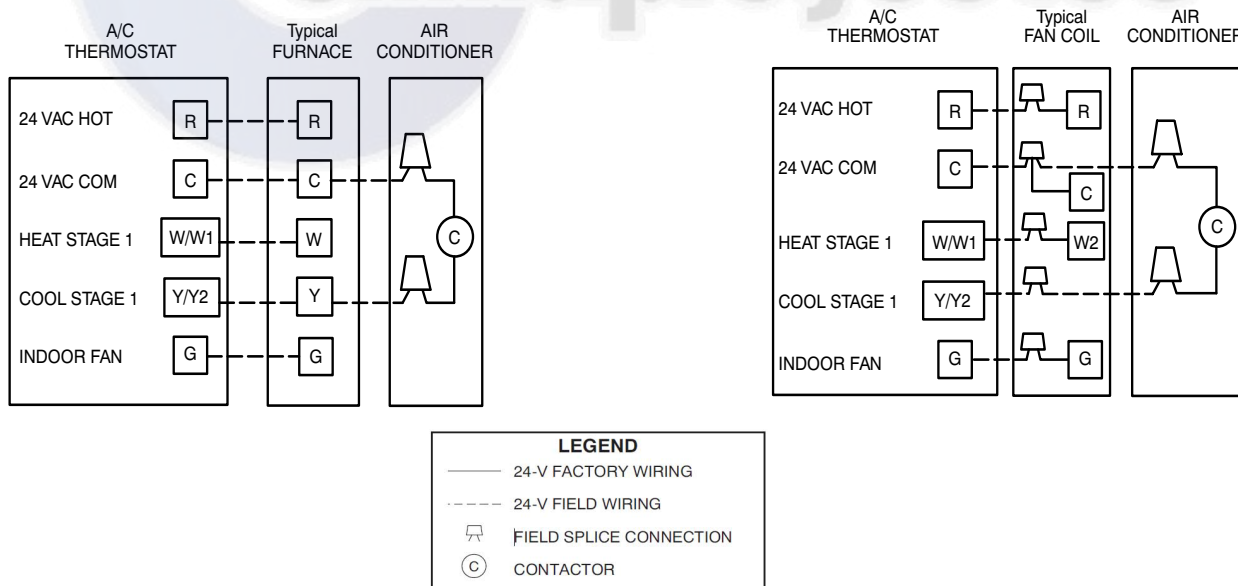 A/C
THERMOSTAT
Typical
FURNACE
AIR
CONDITIONER
24 VAC HOT
R
R
24 VAC COM
C
C
HEAT STAGE 1
W/W1
W
C
COOL STAGE 1
Y/Y2
Y
INDOOR FAN
G
G
A/C
THERMOSTAT
Typical
FAN COIL
AIR
CONDITIONER
24 VAC HOT
R
R
24 VAC COM
C
C
HEAT STAGE 1
W/W1
W2
C
COOL STAGE 1
Y/Y2
INDOOR FAN
G
G
LEGEND
24-V FACTORY WIRING
24-V FIELD WIRING
FIELD SPLICE CONNECTION
C CONTACTOR